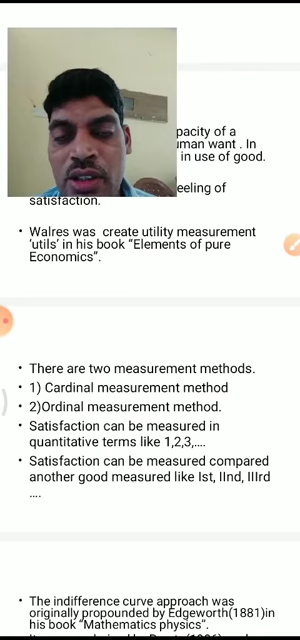 pacity of a
uman want . In
in use of good.
eeling of
satisfaction.
• Walres was create utility measurement
'utils' in his book "Elements of pure
Economics".
• There are two measurement methods.
• 1) Cardinal measurement method
• 2)Ordinal measurement method.
• Satisfaction can be measured in
quantitative terms like 1,2,3,....
• Satisfaction can be measured compared
another good measured like Ist, IInd, IIIrd
....
• The indifference curve approach was
originally propounded by Edgeworth(1881)in
his book "Mathematics physics".